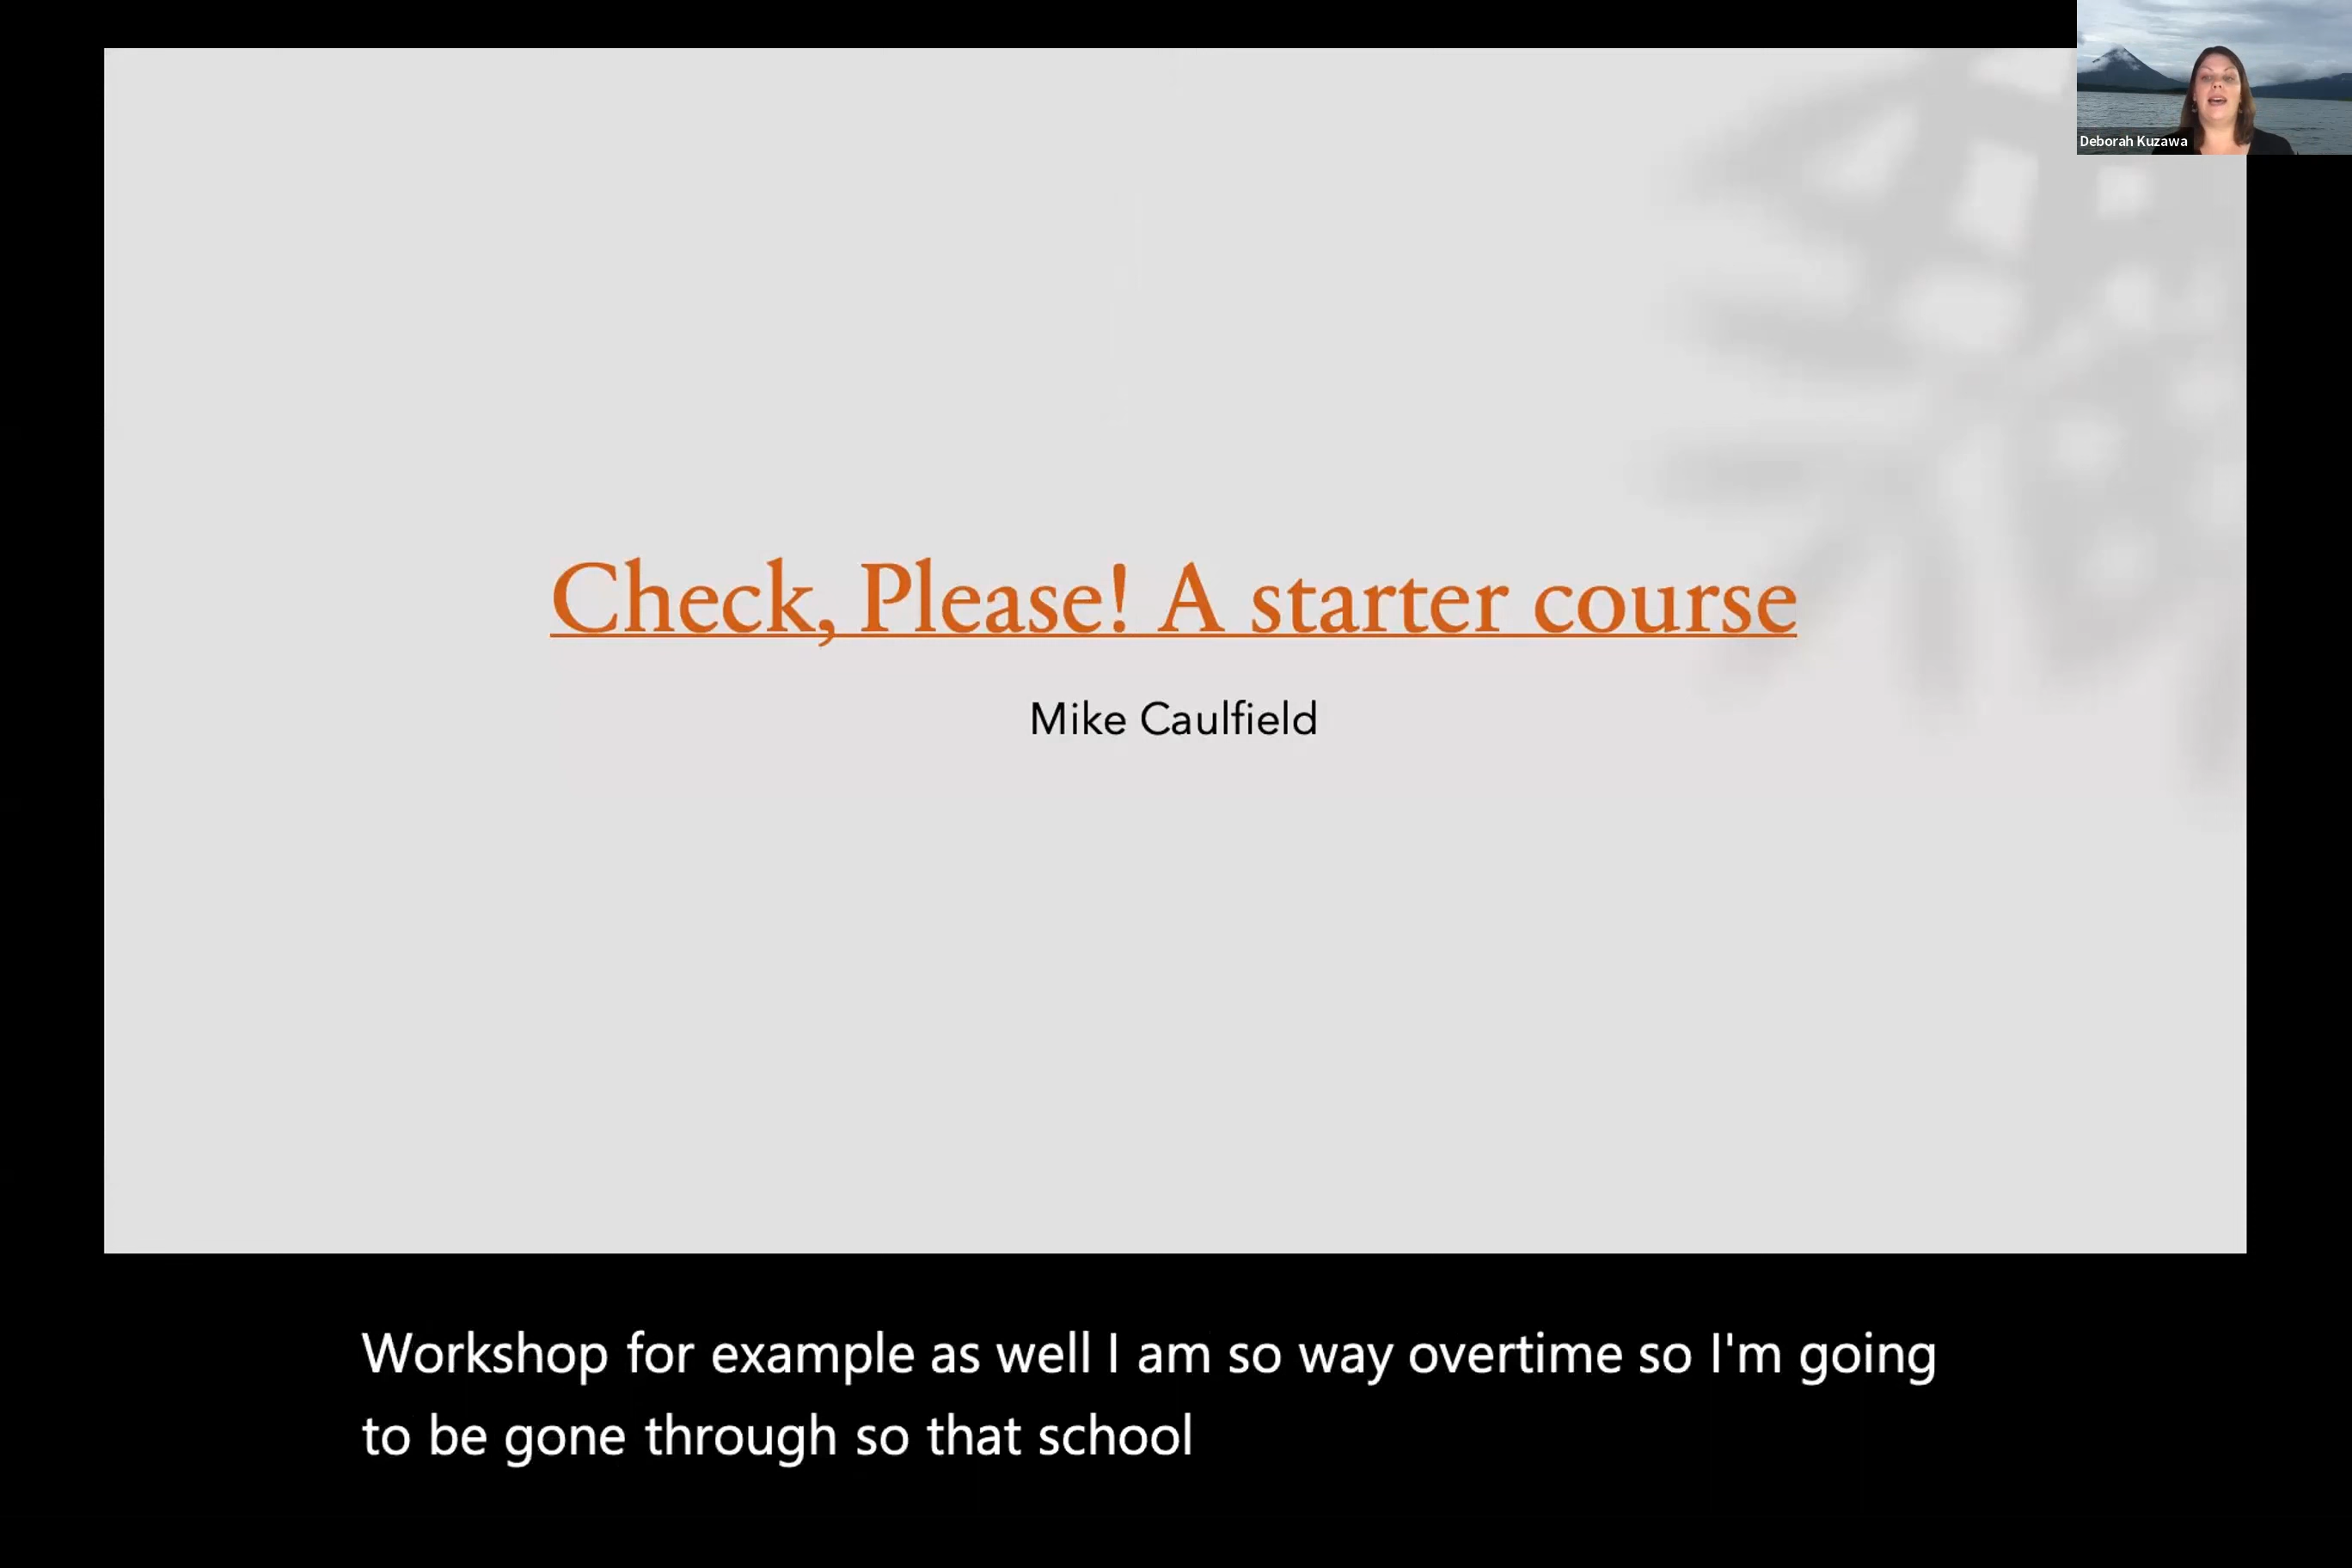 Deborah Kuzawa
Check, Please! A starter course
Mike Caulfield
Workshop for example as well I am so way overtime so I'm going
to be gone through so that school